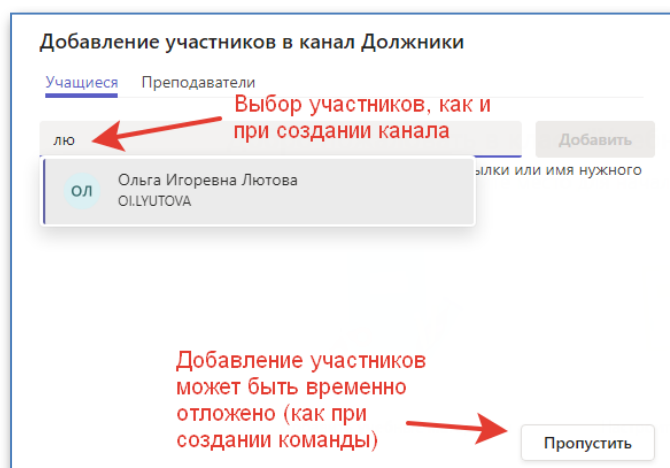 Добавление участников в канал Должники
Учащиеся Преподаватели
Выбор участников, как и
при создании канала
лю
Добавить
ылки или имя нужного
ол
Ольга Игоревна Лютова
OI.LYUTOVA
Добавление участников
может быть временно
отложено (как при
создании команды)
Пропустить